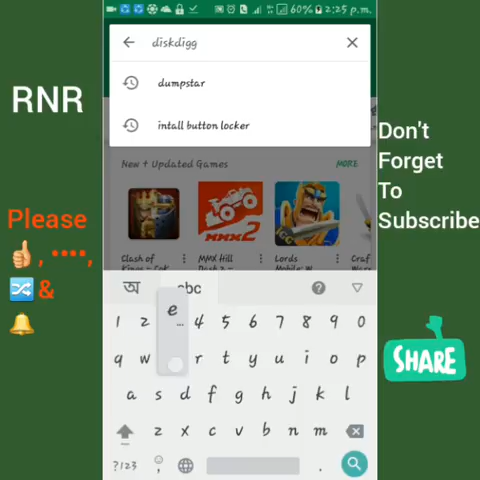 60% 2:25 p.m.
diskdigg
dumpstar
intall button locker
New + Updated Games MORE
Clash of
Kings – CoK
MMX Hill
Dash 2 –
Lords
Mobile: W
Craf
অ abc ?
e
1 2 4 5 6 7 8 9 0
q w r t y u i o p
a s d f g h j k l
z x c v b n m
?123 .
RNR
Please
👍, ••••,
🔀 &
🔔
Don't
Forget
To
Subscribe
SHARE